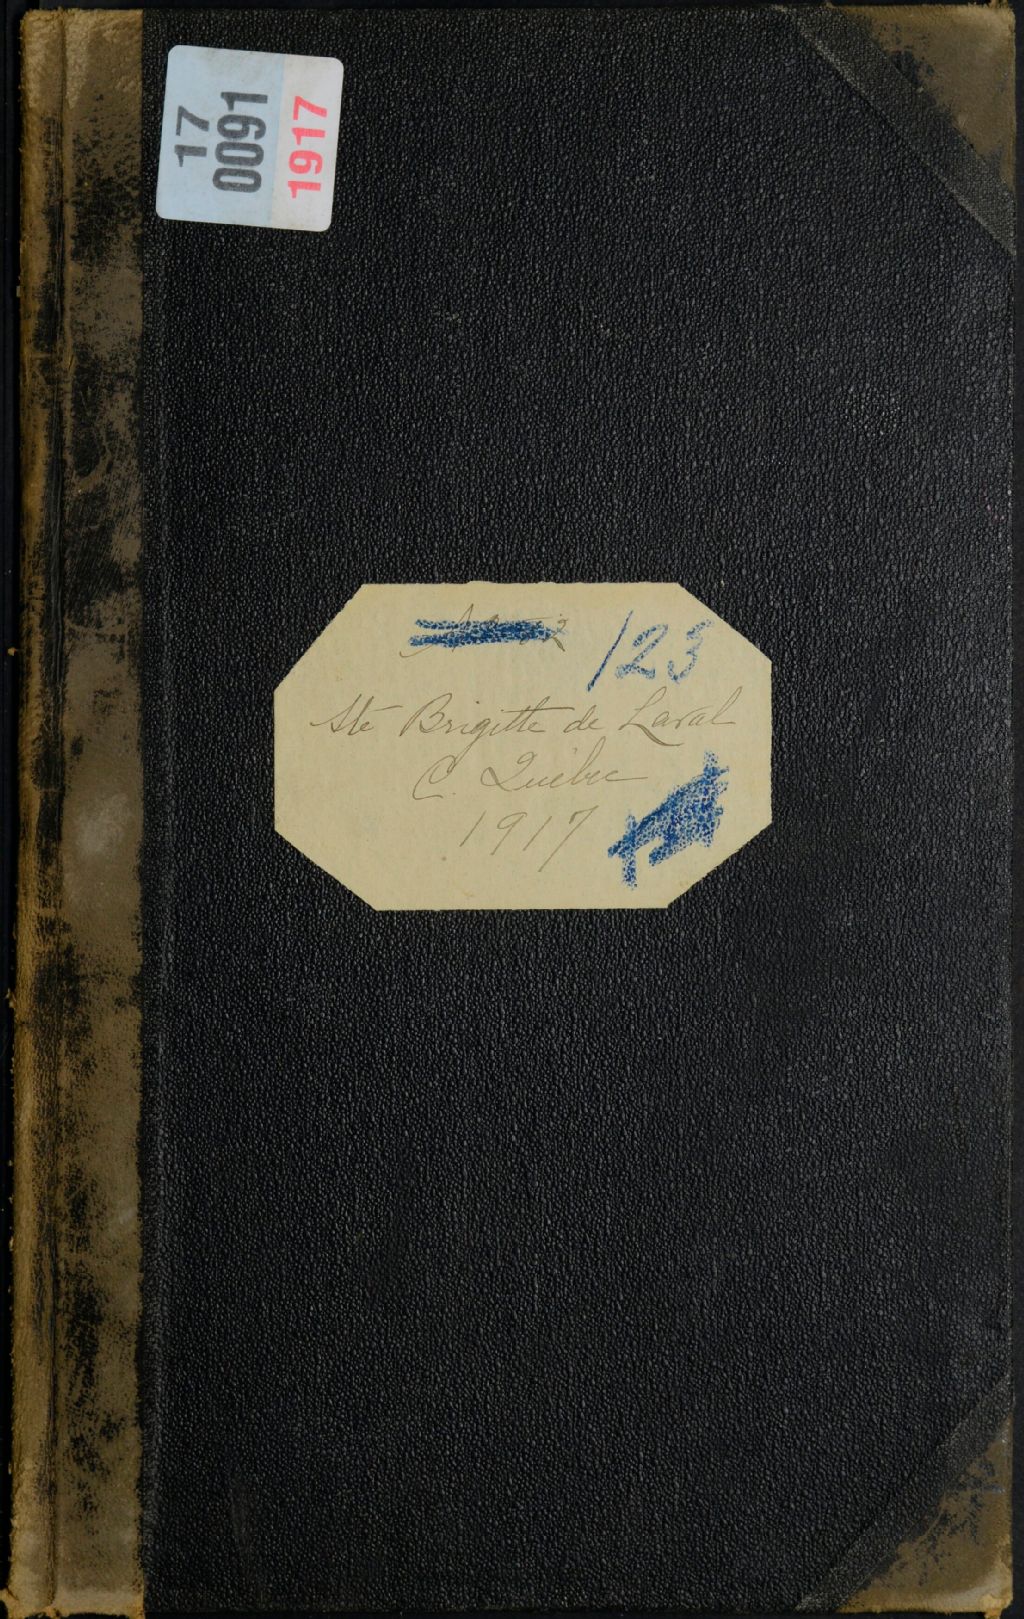 17
0091
1917
123
Ste Brigitte de Laval
C. Québec
1917